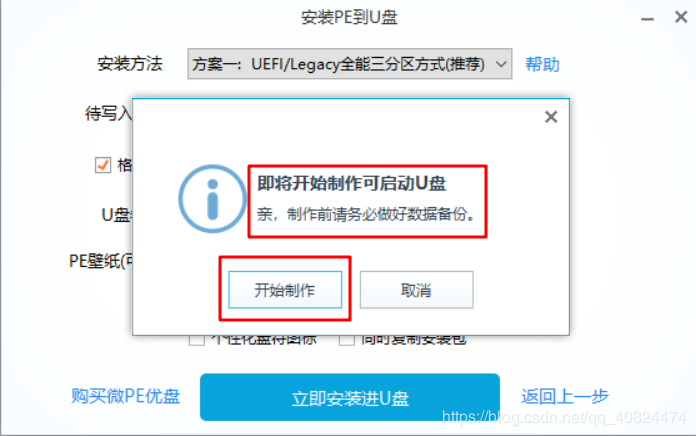 安装PE到U盘
安装方法 方案一：UEFI/Legacy全能三分区方式(推荐) 帮助
待写入
格
即将开始制作可启动U盘
亲，制作前请务必做好数据备份。
U盘
PE壁纸(可
开始制作 取消
个性化盘符图标 同时复制安装包
购买微PE优盘 立即安装进U盘 返回上一步
https://blog.csdn.net/qq_40824474